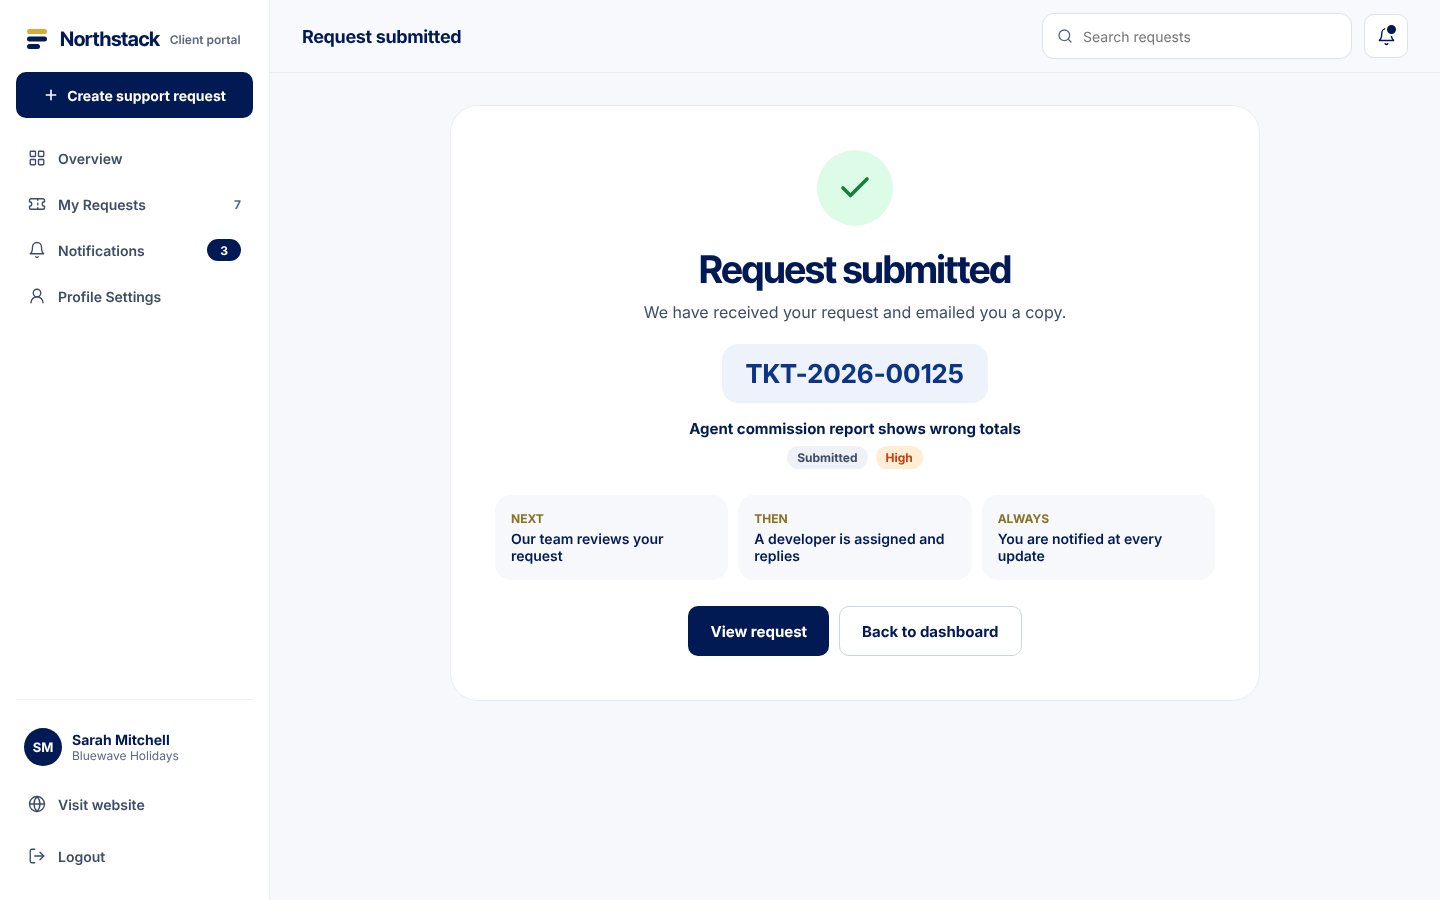 Northstack Client portal
Create support request
Overview
My Requests 7
Notifications 3
Profile Settings
SM
Sarah Mitchell
Bluewave Holidays
Visit website
Logout
Request submitted
Search requests
Request submitted
We have received your request and emailed you a copy.
TKT-2026-00125
Agent commission report shows wrong totals
Submitted High
NEXT
Our team reviews your
request
THEN
A developer is assigned and
replies
ALWAYS
You are notified at every
update
View request
Back to dashboard